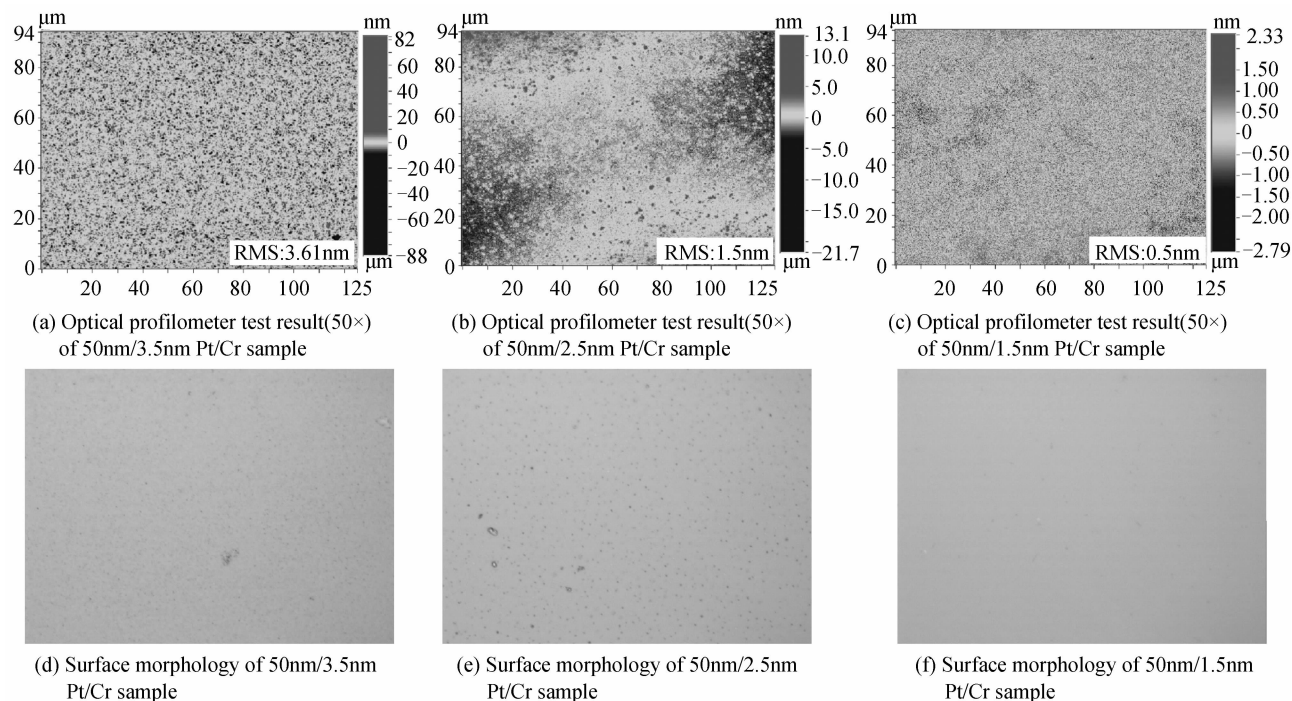 μm
94
80
60
40
20
0
20 40 60 80 100 125
μm
nm
82
60
40
20
0
−20
−40
−60
−88
RMS:3.61nm
(a) Optical profilometer test result(50×)
of 50nm/3.5nm Pt/Cr sample
μm
94
80
60
40
20
0
20 40 60 80 100 125
μm
nm
13.1
10.0
5.0
0
−5.0
−10.0
−15.0
−21.7
RMS:1.5nm
(b) Optical profilometer test result(50×)
of 50nm/2.5nm Pt/Cr sample
μm
94
80
60
40
20
0
20 40 60 80 100 125
μm
nm
2.33
1.50
1.00
0.50
0
−0.50
−1.00
−1.50
−2.00
−2.79
RMS:0.5nm
(c) Optical profilometer test result(50×)
of 50nm/1.5nm Pt/Cr sample
(d) Surface morphology of 50nm/3.5nm
Pt/Cr sample
(e) Surface morphology of 50nm/2.5nm
Pt/Cr sample
(f) Surface morphology of 50nm/1.5nm
Pt/Cr sample